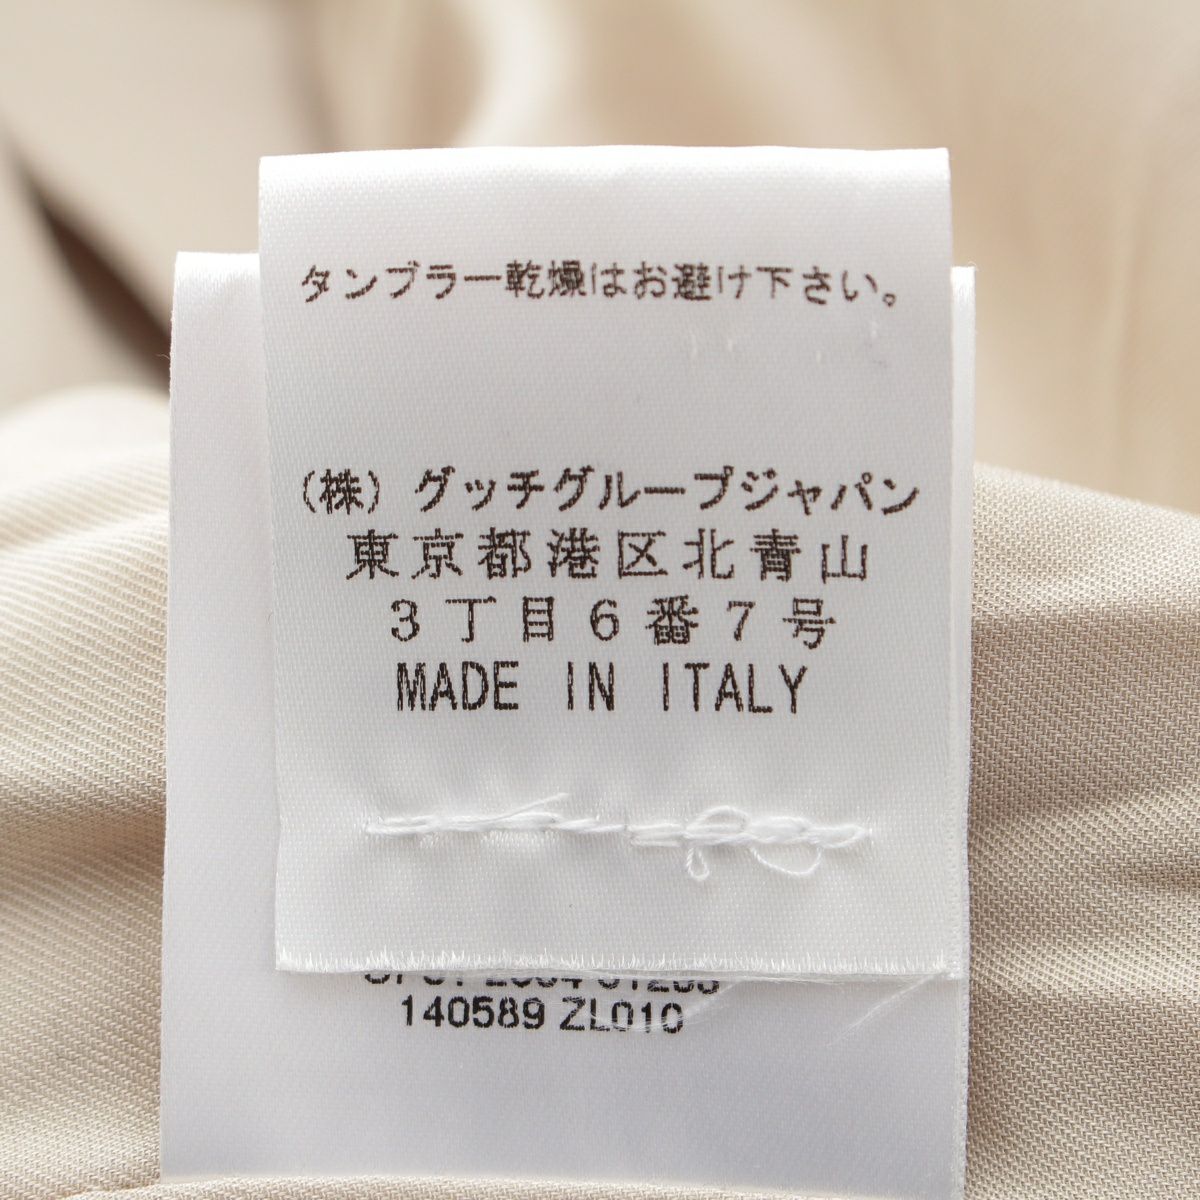 タンブラー乾燥はお避け下さい。
(株) グッチグループジャパン
東京都港区北青山
3丁目6番7号
MADE IN ITALY
140589 ZL010